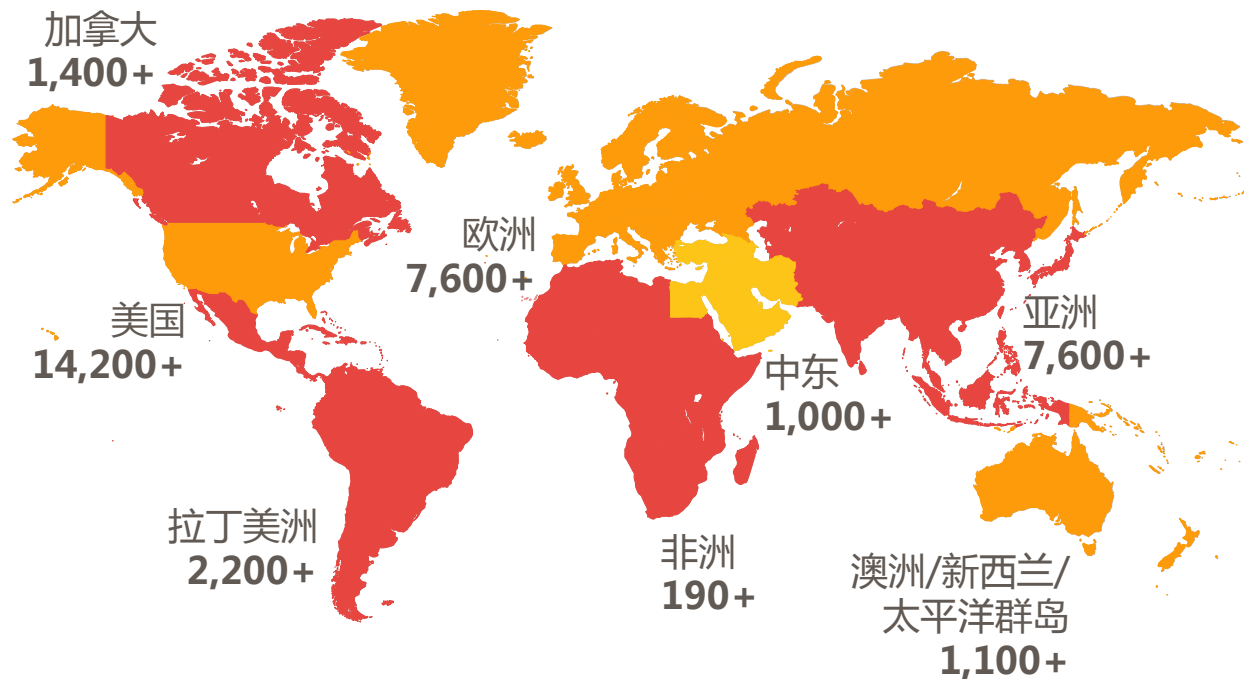 加拿大
1,400+
欧洲
7,600+
美国
14,200+
亚洲
7,600+
中东
1,000+
拉丁美洲
2,200+
非洲
190+
澳洲/新西兰/
太平洋群岛
1,100+